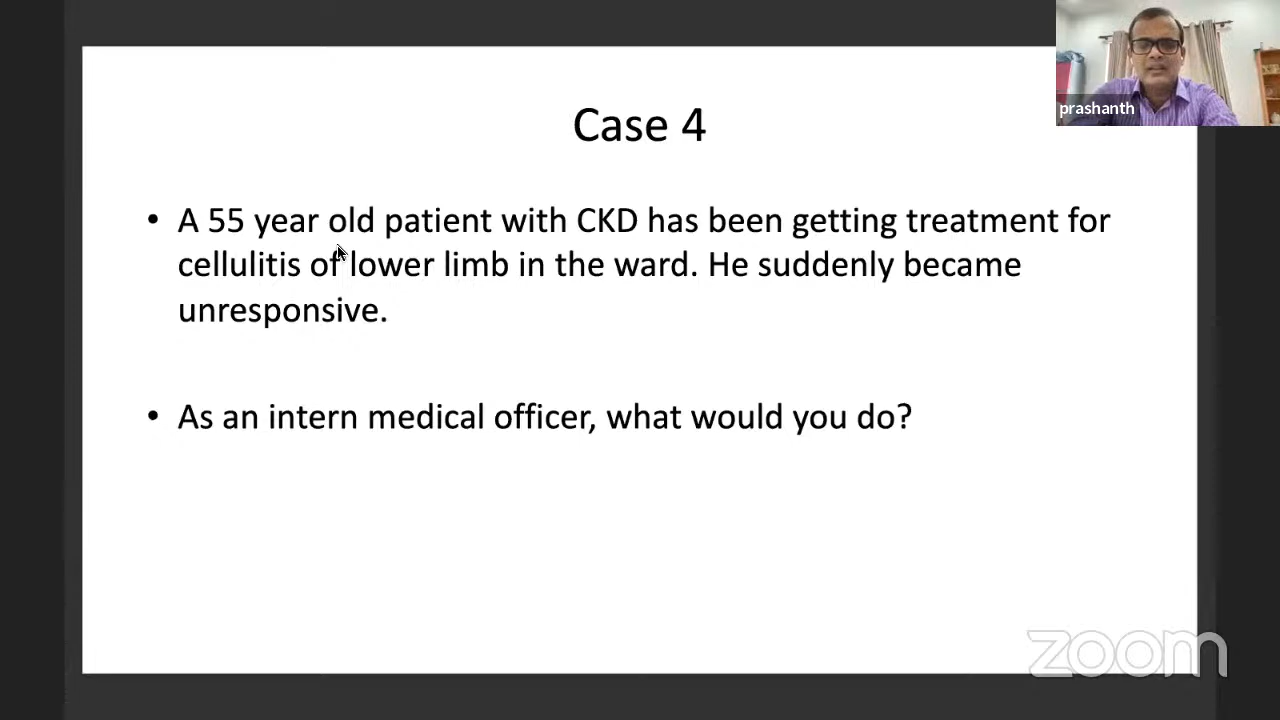 prashanth
Case 4
• A 55 year old patient with CKD has been getting treatment for
cellulitis of lower limb in the ward. He suddenly became
unresponsive.
• As an intern medical officer, what would you do?
zoom